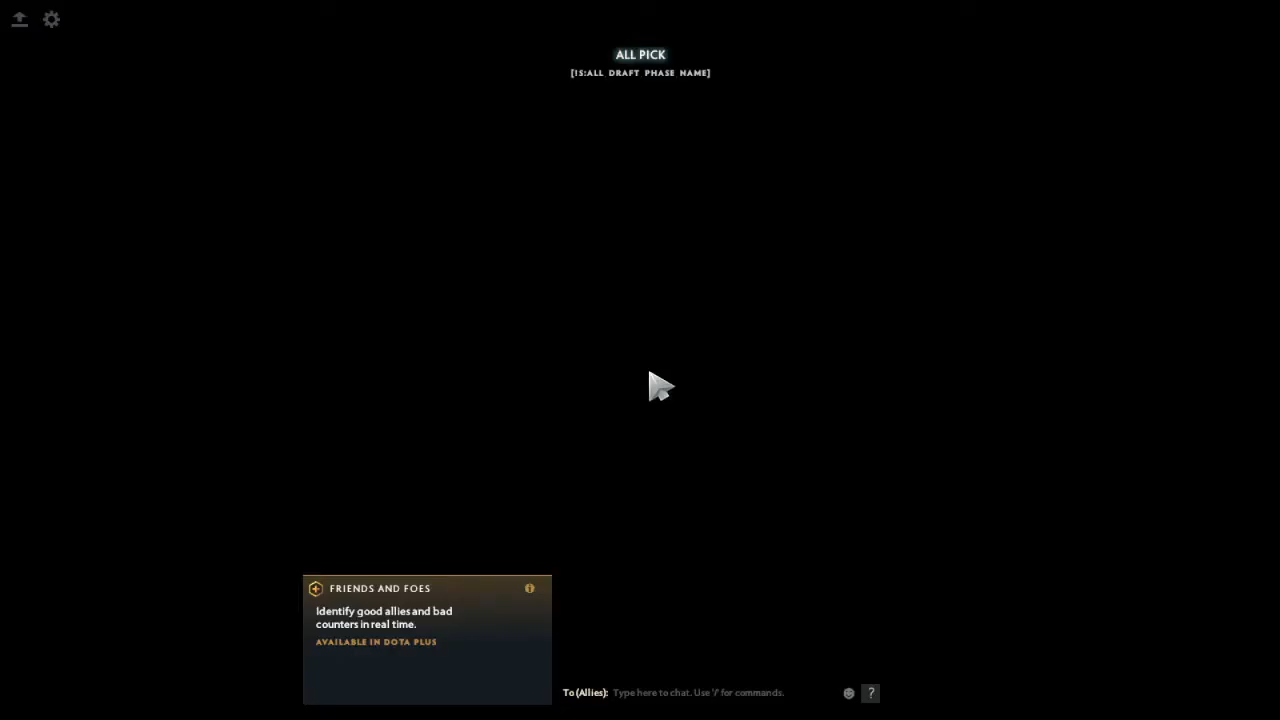 ALL PICK
[!S:ALL DRAFT PHASE NAME]
FRIENDS AND FOES
Identify good allies and bad
counters in real time.
AVAILABLE IN DOTA PLUS
To (Allies): Type here to chat. Use '/' for commands.
?